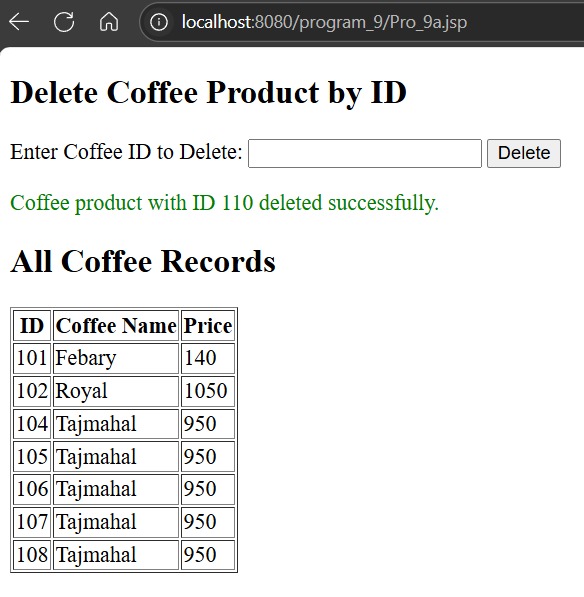 localhost:8080/program_9/Pro_9a.jsp
Delete Coffee Product by ID
Enter Coffee ID to Delete: Delete
Coffee product with ID 110 deleted successfully.
All Coffee Records
ID Coffee Name Price
101 Febary 140
102 Royal 1050
104 Tajmahal 950
105 Tajmahal 950
106 Tajmahal 950
107 Tajmahal 950
108 Tajmahal 950